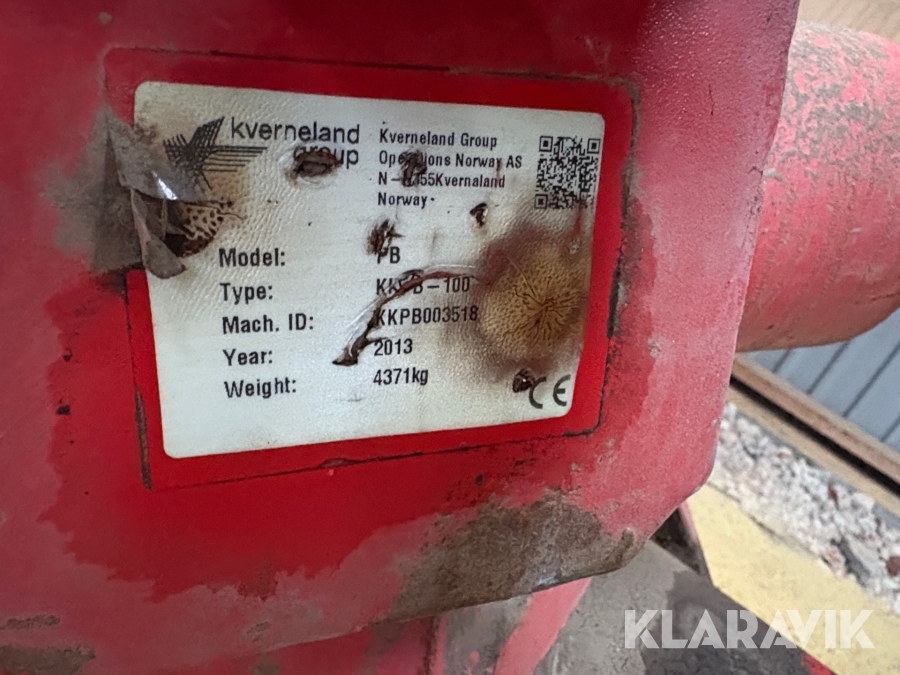 kverneland
group
Kverneland Group
Operations Norway AS
Norway
Model: PB
Type:
Mach. ID: KKPB003518
Year: 2013
Weight: 4371kg
CE
KLARAVIK